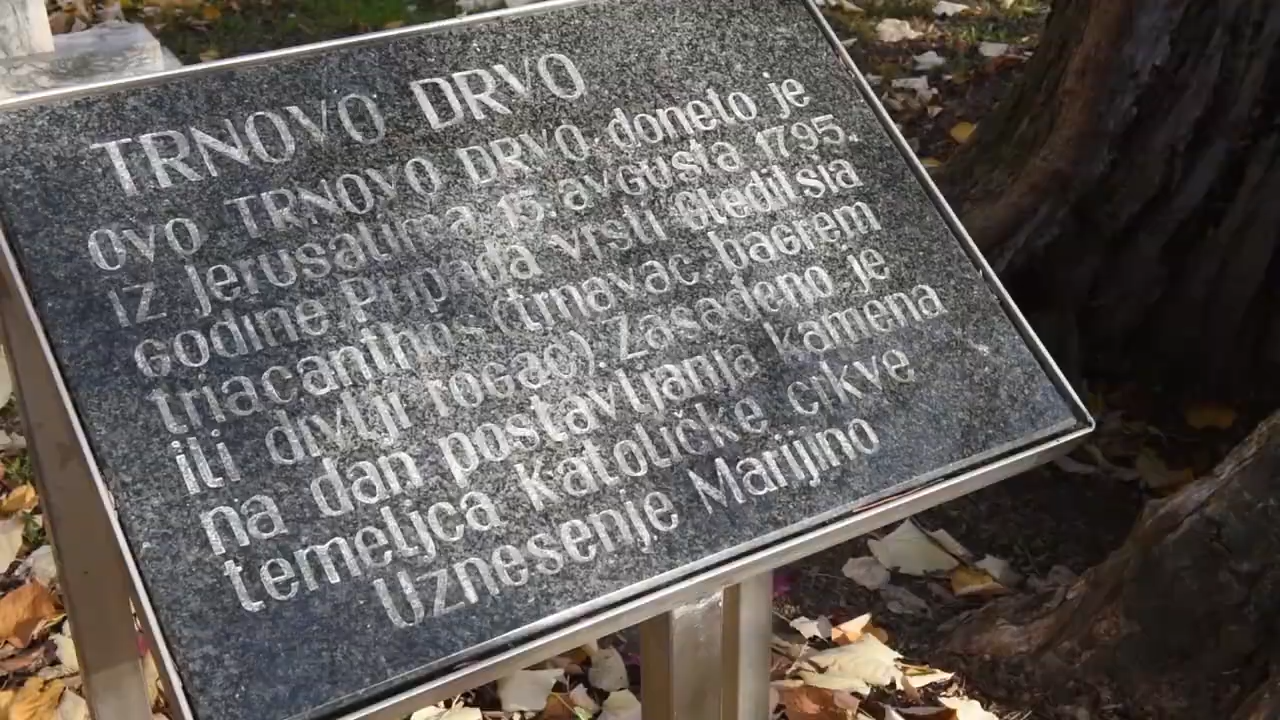 TRNOVO DRVO
OVO TRNOVO DRVO doneto je
iz Jerusalima 15. avgusta 1795.
godine. Pripada vrsti Gleditsia
triacanthos (trnavac, bagrem
ili divlji rogač). Zasađeno je
na dan postavljanja kamena
temeljca katoličke crkve
Uznesenje Marijino